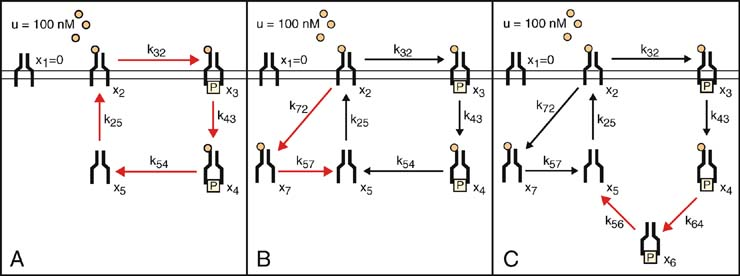 u = 100 nM
x1=0
k32
x2
P
x3
k25
k43
k54
x5
P
x4
A
u = 100 nM
x1=0
k32
x2
P
x3
k72
k25
k43
k57
k54
x7
x5
P
x4
B
u = 100 nM
x1=0
k32
x2
P
x3
k72
k25
k43
k57
x7
x5
P
x4
k56
k64
P
x6
C